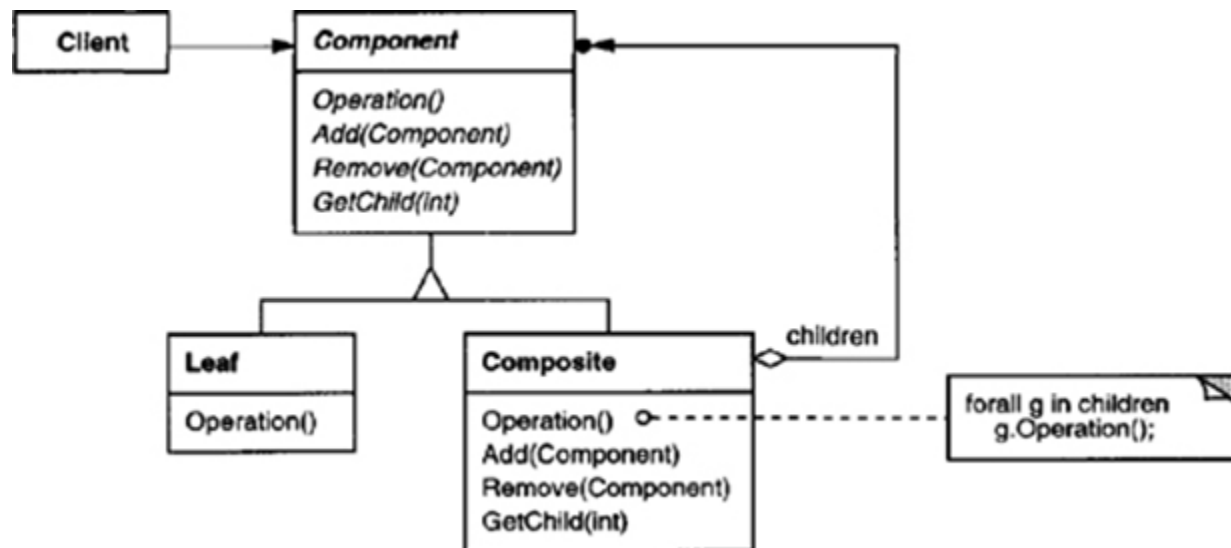 Client
Component
Operation()
Add(Component)
Remove(Component)
GetChild(int)
children
Leaf
Operation()
Composite
Operation()
Add(Component)
Remove(Component)
GetChild(int)
forall g in children
g.Operation();